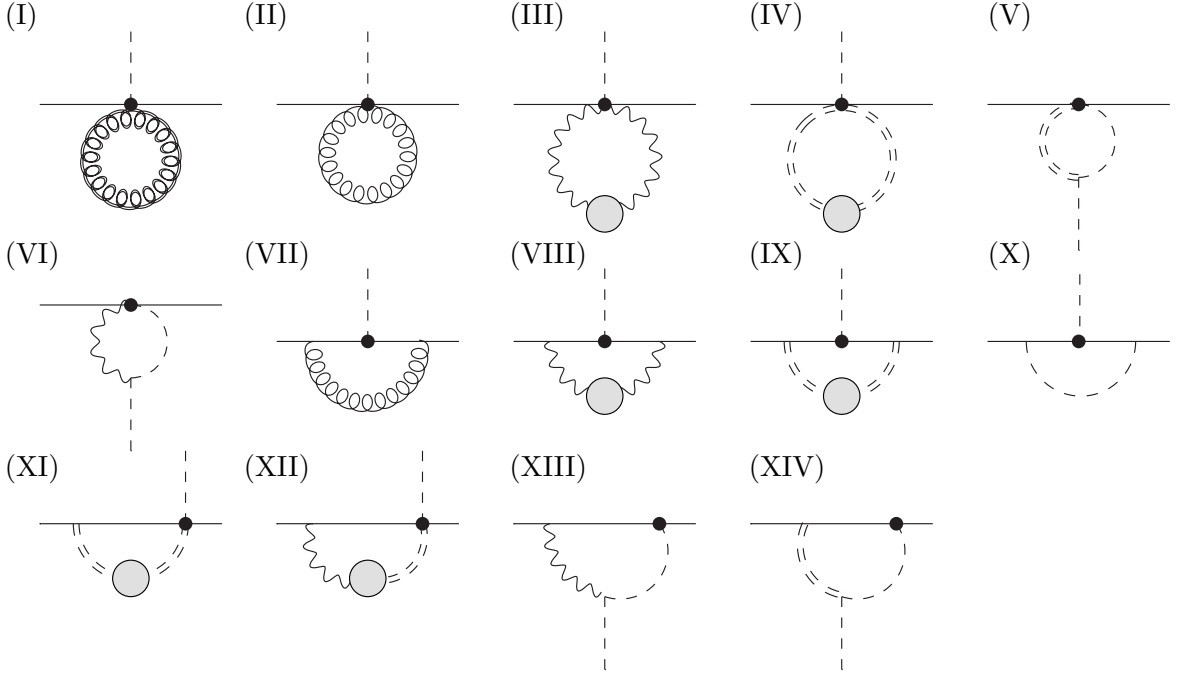 (I) (II) (III) (IV) (V)
(VI) (VII) (VIII) (IX) (X)
(XI) (XII) (XIII) (XIV)